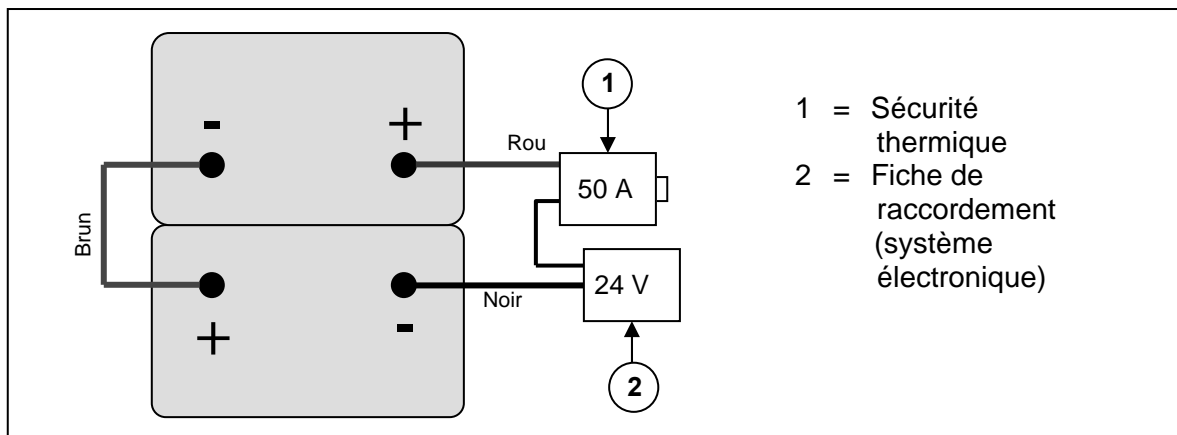 1
- +
Rou
50 A
Brun
24 V
Noir
+ -
2
1 = Sécurité
thermique
2 = Fiche de
raccordement
(système
électronique)